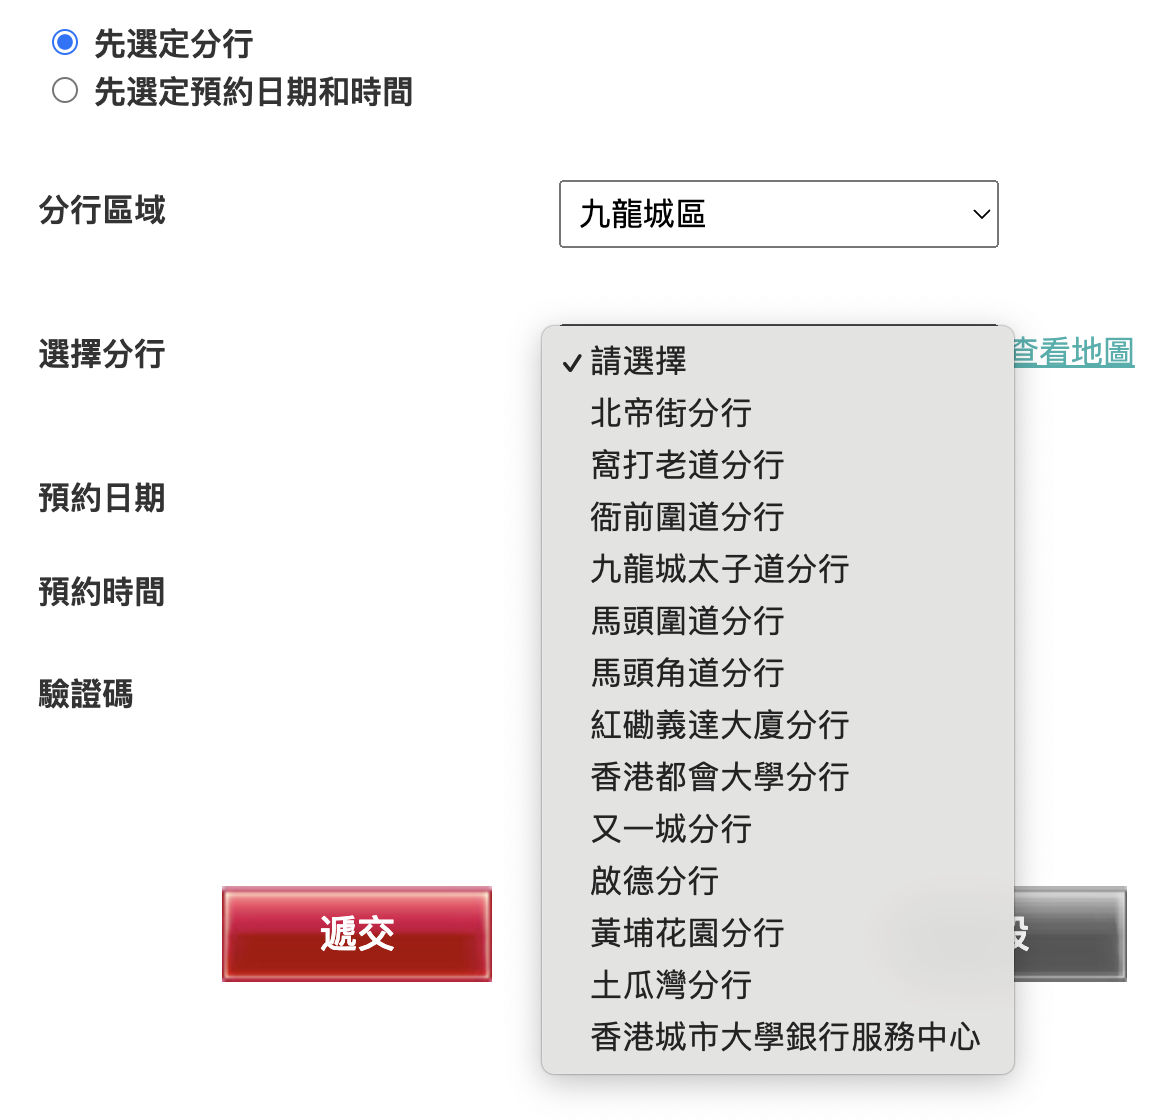 先選定分行
先選定預約日期和時間
分行區域
九龍城區
選擇分行
請選擇
查看地圖
北帝街分行
窩打老道分行
預約日期
衙前圍道分行
九龍城太子道分行
預約時間
馬頭圍道分行
馬頭角道分行
驗證碼
紅磡義達大廈分行
香港都會大學分行
又一城分行
啟德分行
遞交
黃埔花園分行
土瓜灣分行
香港城市大學銀行服務中心